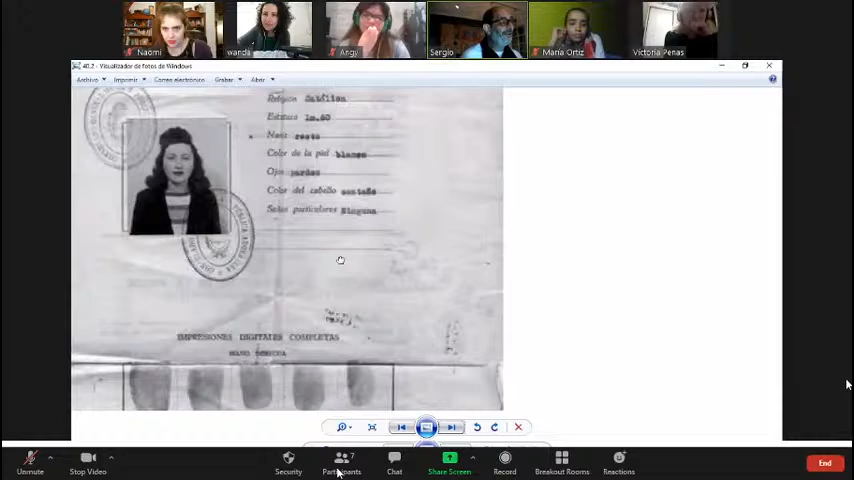 Naomi
wanda
Angy
Sergio
María Ortiz
Victoria Penas
40.2 - Visualizador de fotos de Windows
Archivo Imprimir Correo electrónico Grabar Abrir
Religion Católica
Estatura 1m.60
Nariz recta
Color de la piel blanco
Ojos pardos
Color del cabello castaño
Señas particulares Ninguna
IMPRESIONES DIGITALES COMPLETAS
MANO DERECHA
Unmute
Stop Video
Security
Participants 7
Chat
Share Screen
Record
Breakout Rooms
Reactions
End